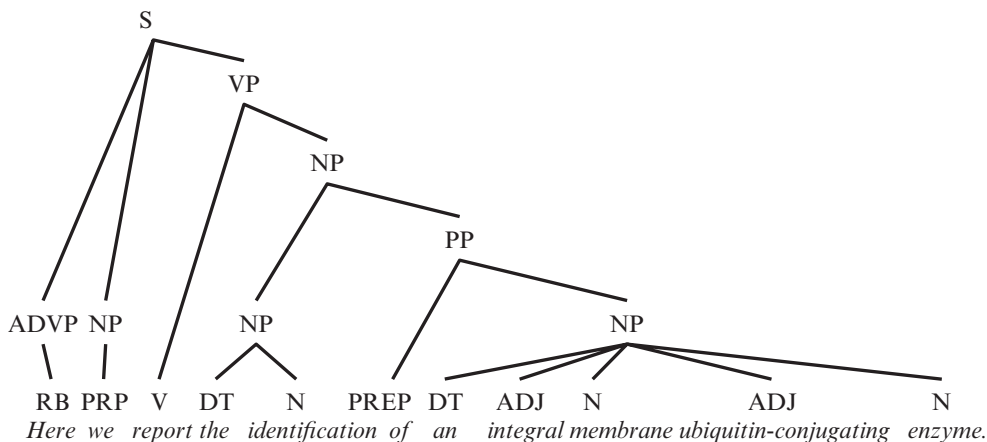 S
VP
NP
PP
ADVP NP NP NP
RB PRP V DT N PREP DT ADJ N ADJ N
Here we report the identification of an integral membrane ubiquitin-conjugating enzyme.